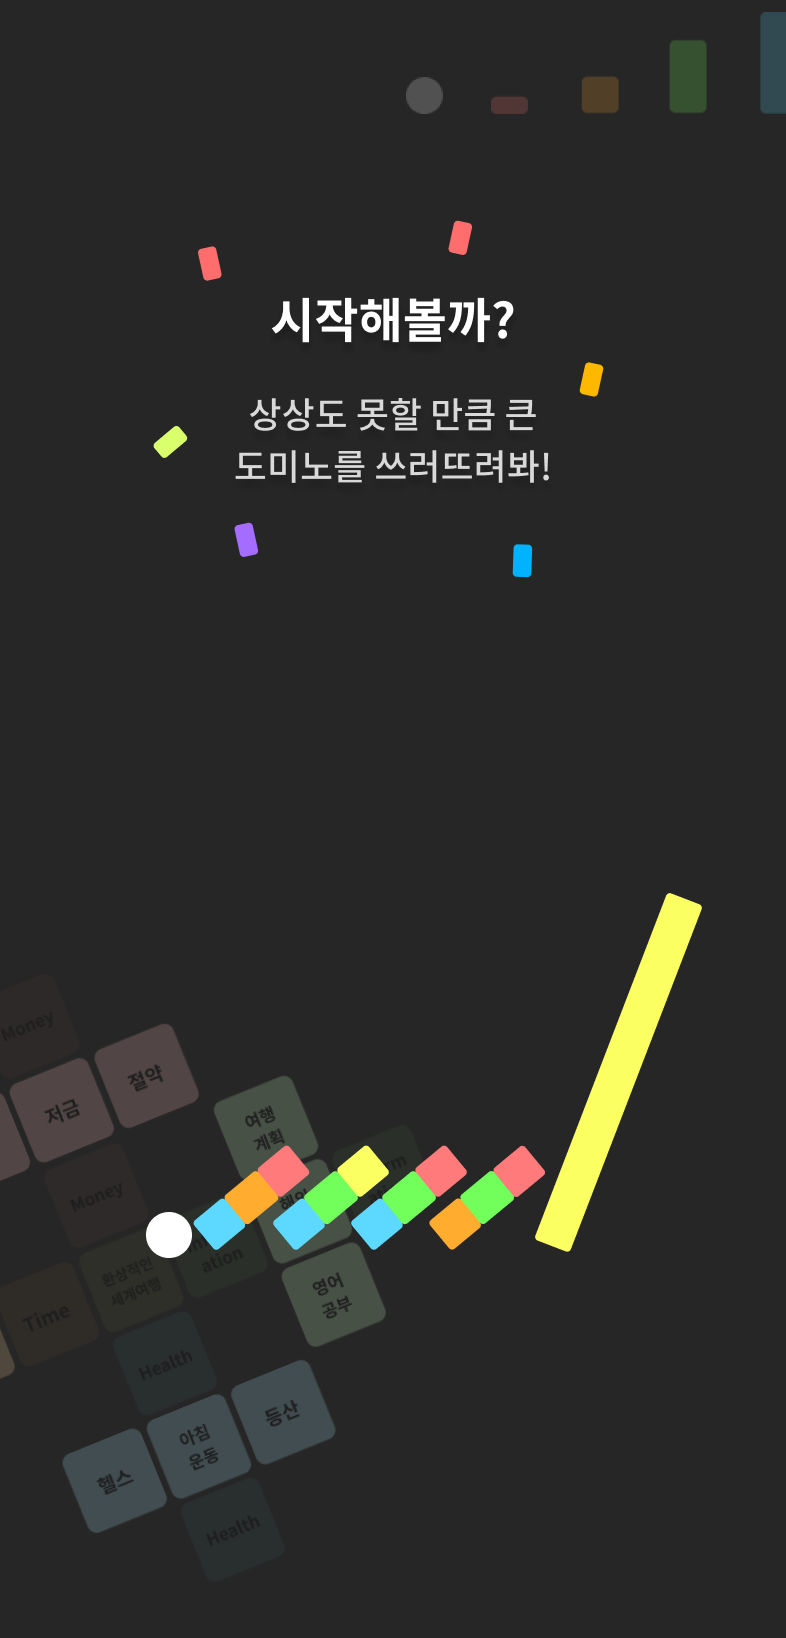 시작해볼까?
상상도 못할 만큼 큰
도미노를 쓰러뜨려봐!
Money
절약
저금
여행
계획
Money
영어
공부
환상적인
세계여행
ation
Time
Health
등산
아침
운동
헬스
Health